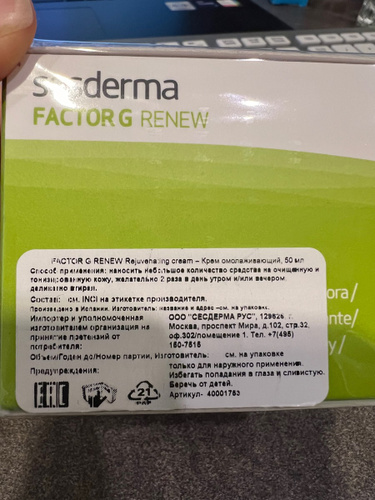 sesderma
FACTOR G RENEW
FACTOR G RENEW Rejuvenating cream – Крем омолаживающий, 50 мл
Способ применения: наносить небольшое количество средства на очищенную и
тонизированную кожу, желательно 2 раза в день утром и/или вечером,
деликатно втирая.
Состав: см. INCI на этикетке производителя.
Произведено в Испании. Изготовитель: название и адрес –см. на упаковке.
Импортер и уполномоченная
изготовителем организация на
принятие претензий от
потребителя:
ООО "СЕСДЕРМА РУС", 129626, г.
Москва, проспект Мира, д.102, стр.32,
оф.302/помещение 1. Тел. +7(495)
150-7515
Объем/Годен до/Номер партии, Изготовитель: см. на упаковке
только для наружного применения.
Избегать попадания в глаза и слизистую.
Беречь от детей.
Артикул- 40001753
EAC
21
ora/
ante/
y/